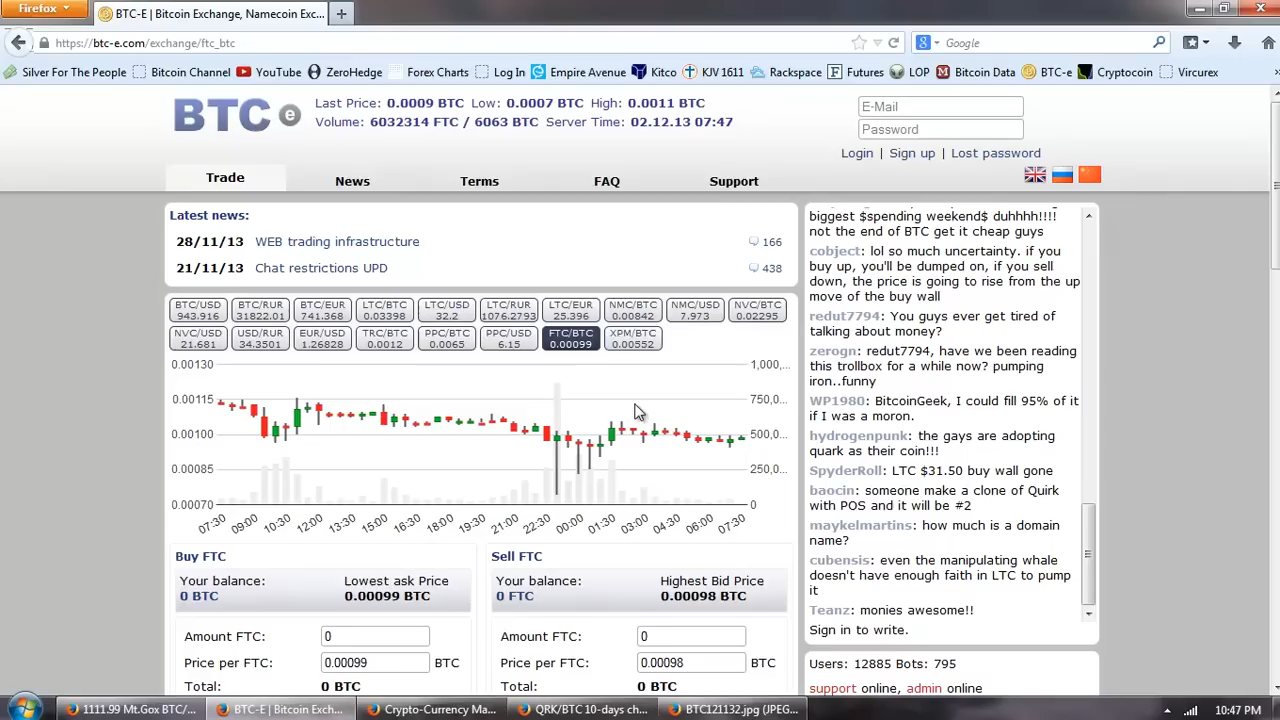 Firefox
BTC-E | Bitcoin Exchange, Namecoin Exc...
https://btc-e.com/exchange/ftc_btc
Google
Silver For The People
Bitcoin Channel
YouTube
ZeroHedge
Forex Charts
Log In
Empire Avenue
Kitco
KJV 1611
Rackspace
Futures
LOP
Bitcoin Data
BTC-e
Cryptocoin
Vircurex
BTC e
Last Price: 0.0009 BTC Low: 0.0007 BTC High: 0.0011 BTC
Volume: 6032314 FTC / 6063 BTC Server Time: 02.12.13 07:47
E-Mail
Password
Login | Sign up | Lost password
Trade
News
Terms
FAQ
Support
Latest news:
28/11/13 WEB trading infrastructure 166
21/11/13 Chat restrictions UPD 438
BTC/USD BTC/RUR BTC/EUR LTC/BTC LTC/USD LTC/RUR LTC/EUR NMC/BTC NMC/USD NVC/BTC
943.916 31822.01 741.368 0.03398 32.2 1076.2793 25.396 0.00842 7.973 0.02295
NVC/USD USD/RUR EUR/USD TRC/BTC PPC/BTC PPC/USD FTC/BTC XPM/BTC
21.681 34.3501 1.26828 0.0012 0.0065 6.15 0.00099 0.00552
0.00130 1,000,...
0.00115 750,0...
0.00100 500,0...
0.00085 250,0...
0.00070 0
07:30 09:00 10:30 12:00 13:30 15:00 16:30 18:00 19:30 21:00 22:30 00:00 01:30 03:00 04:30 06:00 07:30
Buy FTC
Your balance: Lowest ask Price
0 BTC 0.00099 BTC
Amount FTC: 0
Price per FTC: 0.00099 BTC
Total: 0 BTC
Sell FTC
Your balance: Highest Bid Price
0 FTC 0.00098 BTC
Amount FTC: 0
Price per FTC: 0.00098 BTC
Total: 0 BTC
biggest $spending weekend$ duhhh!!!!
not the end of BTC get it cheap guys
cobject: lol so much uncertainty. if you
buy up, you'll be dumped on, if you sell
down, the price is going to rise from the up
move of the buy wall
redut7794: You guys ever get tired of
talking about money?
zerogn: redut7794, have we been reading
this trollbox for a while now? pumping
iron..funny
WP1980: BitcoinGeek, I could fill 95% of it
if I was a moron.
hydrogenpunk: the gays are adopting
quark as their coin!!!
SpyderRoll: LTC $31.50 buy wall gone
baocin: someone make a clone of Quirk
with POS and it will be #2
maykelmartins: how much is a domain
name?
cubensis: even the manipulating whale
doesn't have enough faith in LTC to pump
it
Teanz: monies awesome!!
Sign in to write.
Users: 12885 Bots: 795
support online, admin online
1111.99 Mt.Gox BTC/...
BTC-E | Bitcoin Exch...
Crypto-Currency Ma...
QRK/BTC 10-days ch...
BTC121132.jpg (JPEG...
10:47 PM